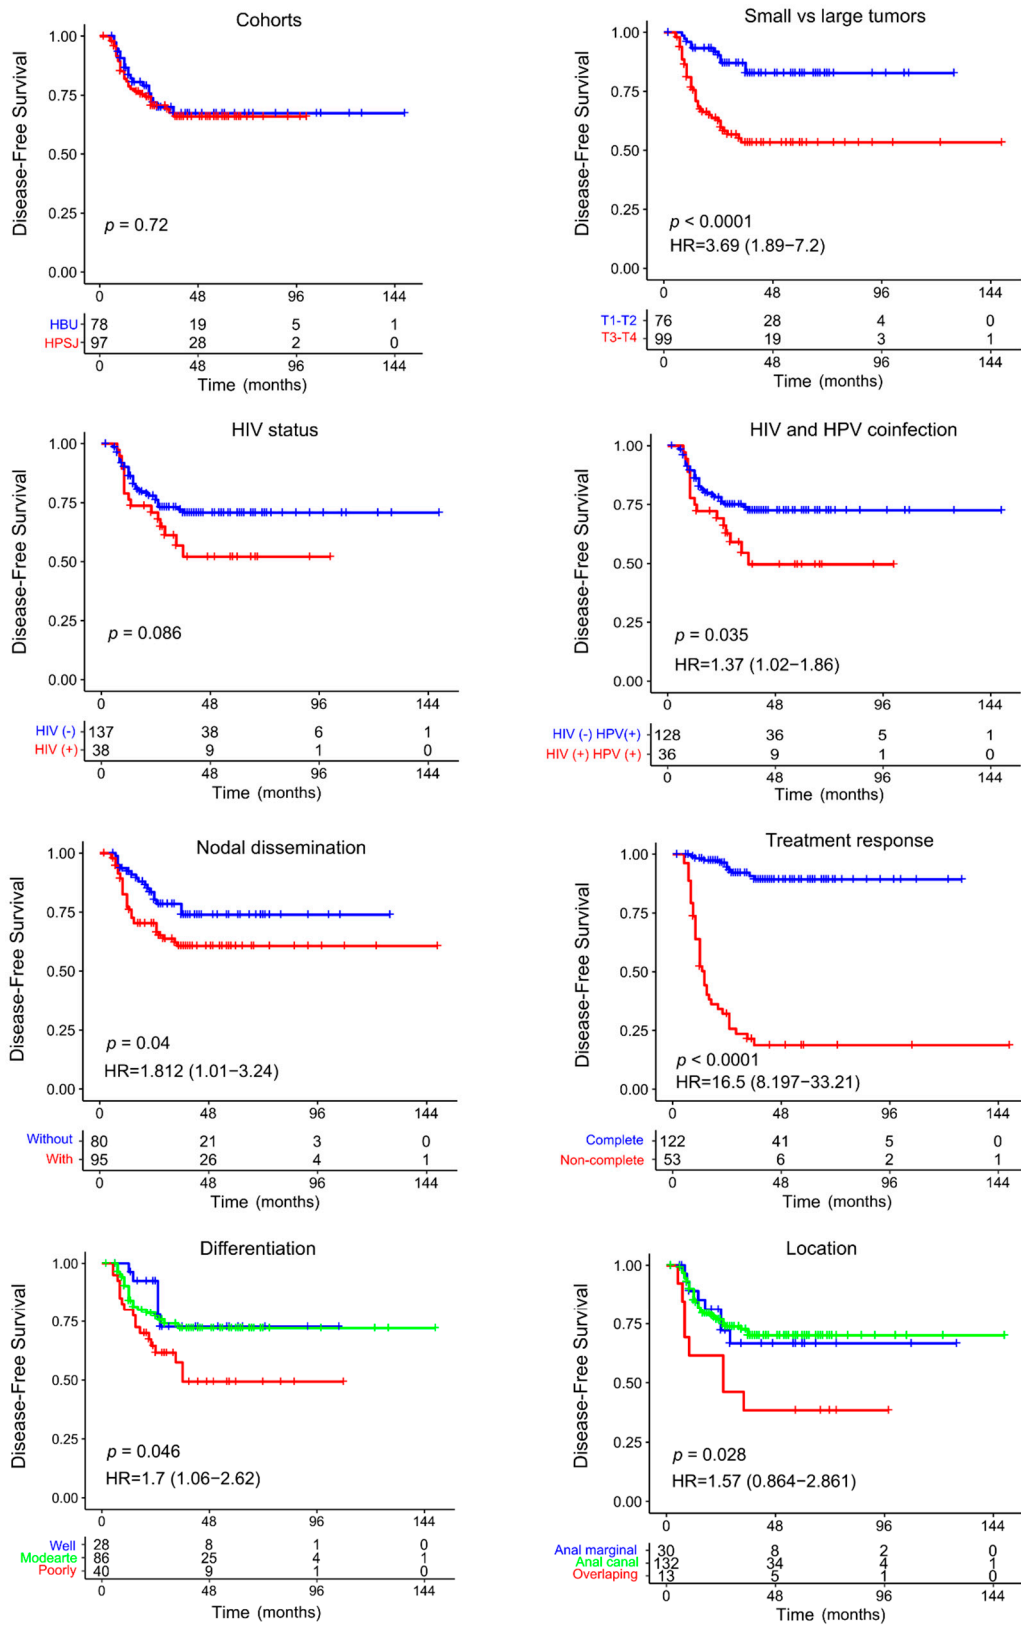 Cohorts
Disease-Free Survival
1.00
0.75
0.50
0.25
0.00
p = 0.72
0 48 96 144
HBU 78 19 5 1
HPSJ 97 28 2 0
0 48 96 144
Time (months)
Small vs large tumors
Disease-Free Survival
1.00
0.75
0.50
0.25
0.00
p < 0.0001
HR=3.69 (1.89−7.2)
0 48 96 144
T1-T2 76 28 4 0
T3-T4 99 19 3 1
0 48 96 144
Time (months)
HIV status
Disease-Free Survival
1.00
0.75
0.50
0.25
0.00
p = 0.086
0 48 96 144
HIV (-) 137 38 6 1
HIV (+) 38 9 1 0
0 48 96 144
Time (months)
HIV and HPV coinfection
Disease-Free Survival
1.00
0.75
0.50
0.25
0.00
p = 0.035
HR=1.37 (1.02−1.86)
0 48 96 144
HIV (-) HPV(+) 128 36 5 1
HIV (+) HPV (+) 36 9 1 0
0 48 96 144
Time (months)
Nodal dissemination
Disease-Free Survival
1.00
0.75
0.50
0.25
0.00
p = 0.04
HR=1.812 (1.01−3.24)
0 48 96 144
Without 80 21 3 0
With 95 26 4 1
0 48 96 144
Time (months)
Treatment response
Disease-Free Survival
1.00
0.75
0.50
0.25
0.00
p < 0.0001
HR=16.5 (8.197−33.21)
0 48 96 144
Complete 122 41 5 0
Non-complete 53 6 2 1
0 48 96 144
Time (months)
Differentiation
Disease-Free Survival
1.00
0.75
0.50
0.25
0.00
p = 0.046
HR=1.7 (1.06−2.62)
0 48 96 144
Well 28 8 1 0
Modearte 86 25 4 1
Poorly 40 9 1 0
0 48 96 144
Time (months)
Location
Disease-Free Survival
1.00
0.75
0.50
0.25
0.00
p = 0.028
HR=1.57 (0.864−2.861)
0 48 96 144
Anal marginal 30 8 2 0
Anal canal 132 34 4 1
Overlaping 13 5 1 0
0 48 96 144
Time (months)